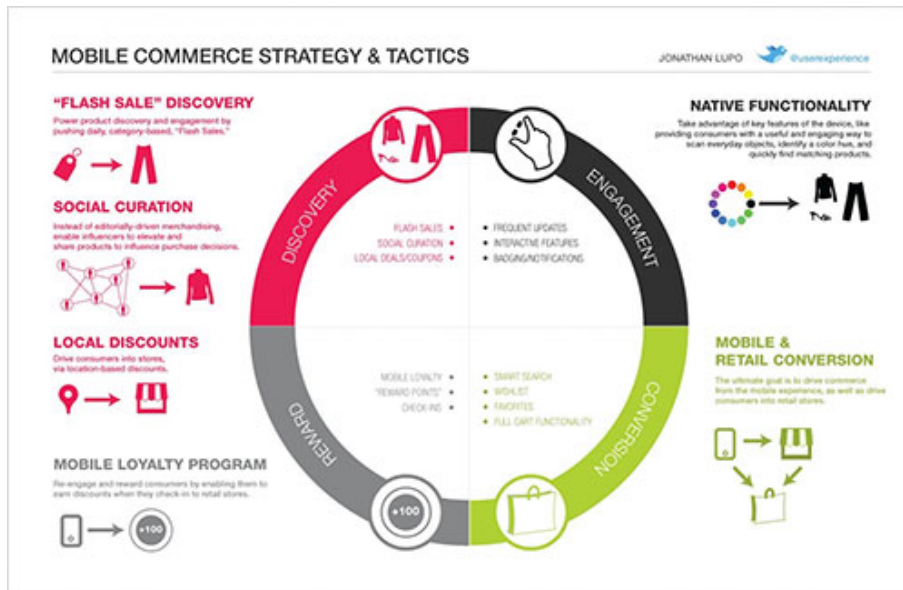 MOBILE COMMERCE STRATEGY & TACTICS
JONATHAN LUPO
@userexperience
"FLASH SALE" DISCOVERY
Power product discovery and engagement by
pushing daily, category-based, "Flash Sales."
SOCIAL CURATION
Instead of editorially-driven merchandising,
enable influencers to elevate and
share products to influence purchase decisions.
LOCAL DISCOUNTS
Drive consumers into stores,
via location-based discounts.
MOBILE LOYALTY PROGRAM
Re-engage and reward consumers by enabling them to
earn discounts when they check-in to retail stores.
+100
DISCOVERY
FLASH SALES
SOCIAL CURATION
LOCAL DEALS/COUPONS
ENGAGEMENT
FREQUENT UPDATES
INTERACTIVE FEATURES
BADGING/NOTIFICATIONS
REWARD
MOBILE LOYALTY
"REWARD POINTS"
CHECK-INS
+100
CONVERSION
SMART SEARCH
WISHLIST
FAVORITES
FULL CART FUNCTIONALITY
NATIVE FUNCTIONALITY
Take advantage of key features of the device, like
providing consumers with a useful and engaging way to
scan everyday objects, identify a color hue, and
quickly find matching products.
MOBILE &
RETAIL CONVERSION
The ultimate goal is to drive commerce
from the mobile experience, as well as drive
consumers into retail stores.